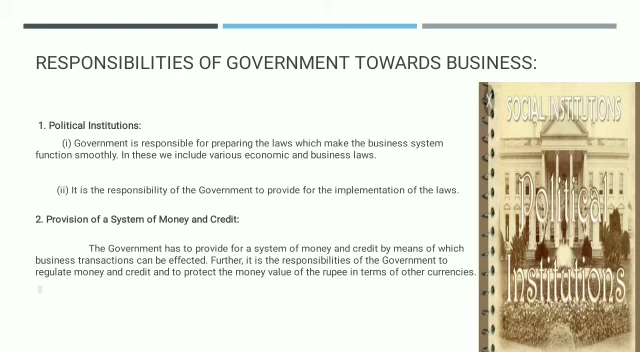 RESPONSIBILITIES OF GOVERNMENT TOWARDS BUSINESS:
1. Political Institutions:
(i) Government is responsible for preparing the laws which make the business system
function smoothly. In these we include various economic and business laws.
(ii) It is the responsibility of the Government to provide for the implementation of the laws.
2. Provision of a System of Money and Credit:
The Government has to provide for a system of money and credit by means of which
business transactions can be effected. Further, it is the responsibilities of the Government to
regulate money and credit and to protect the money value of the rupee in terms of other currencies.
SOCIAL INSTITUTIONS
Political
Institutions